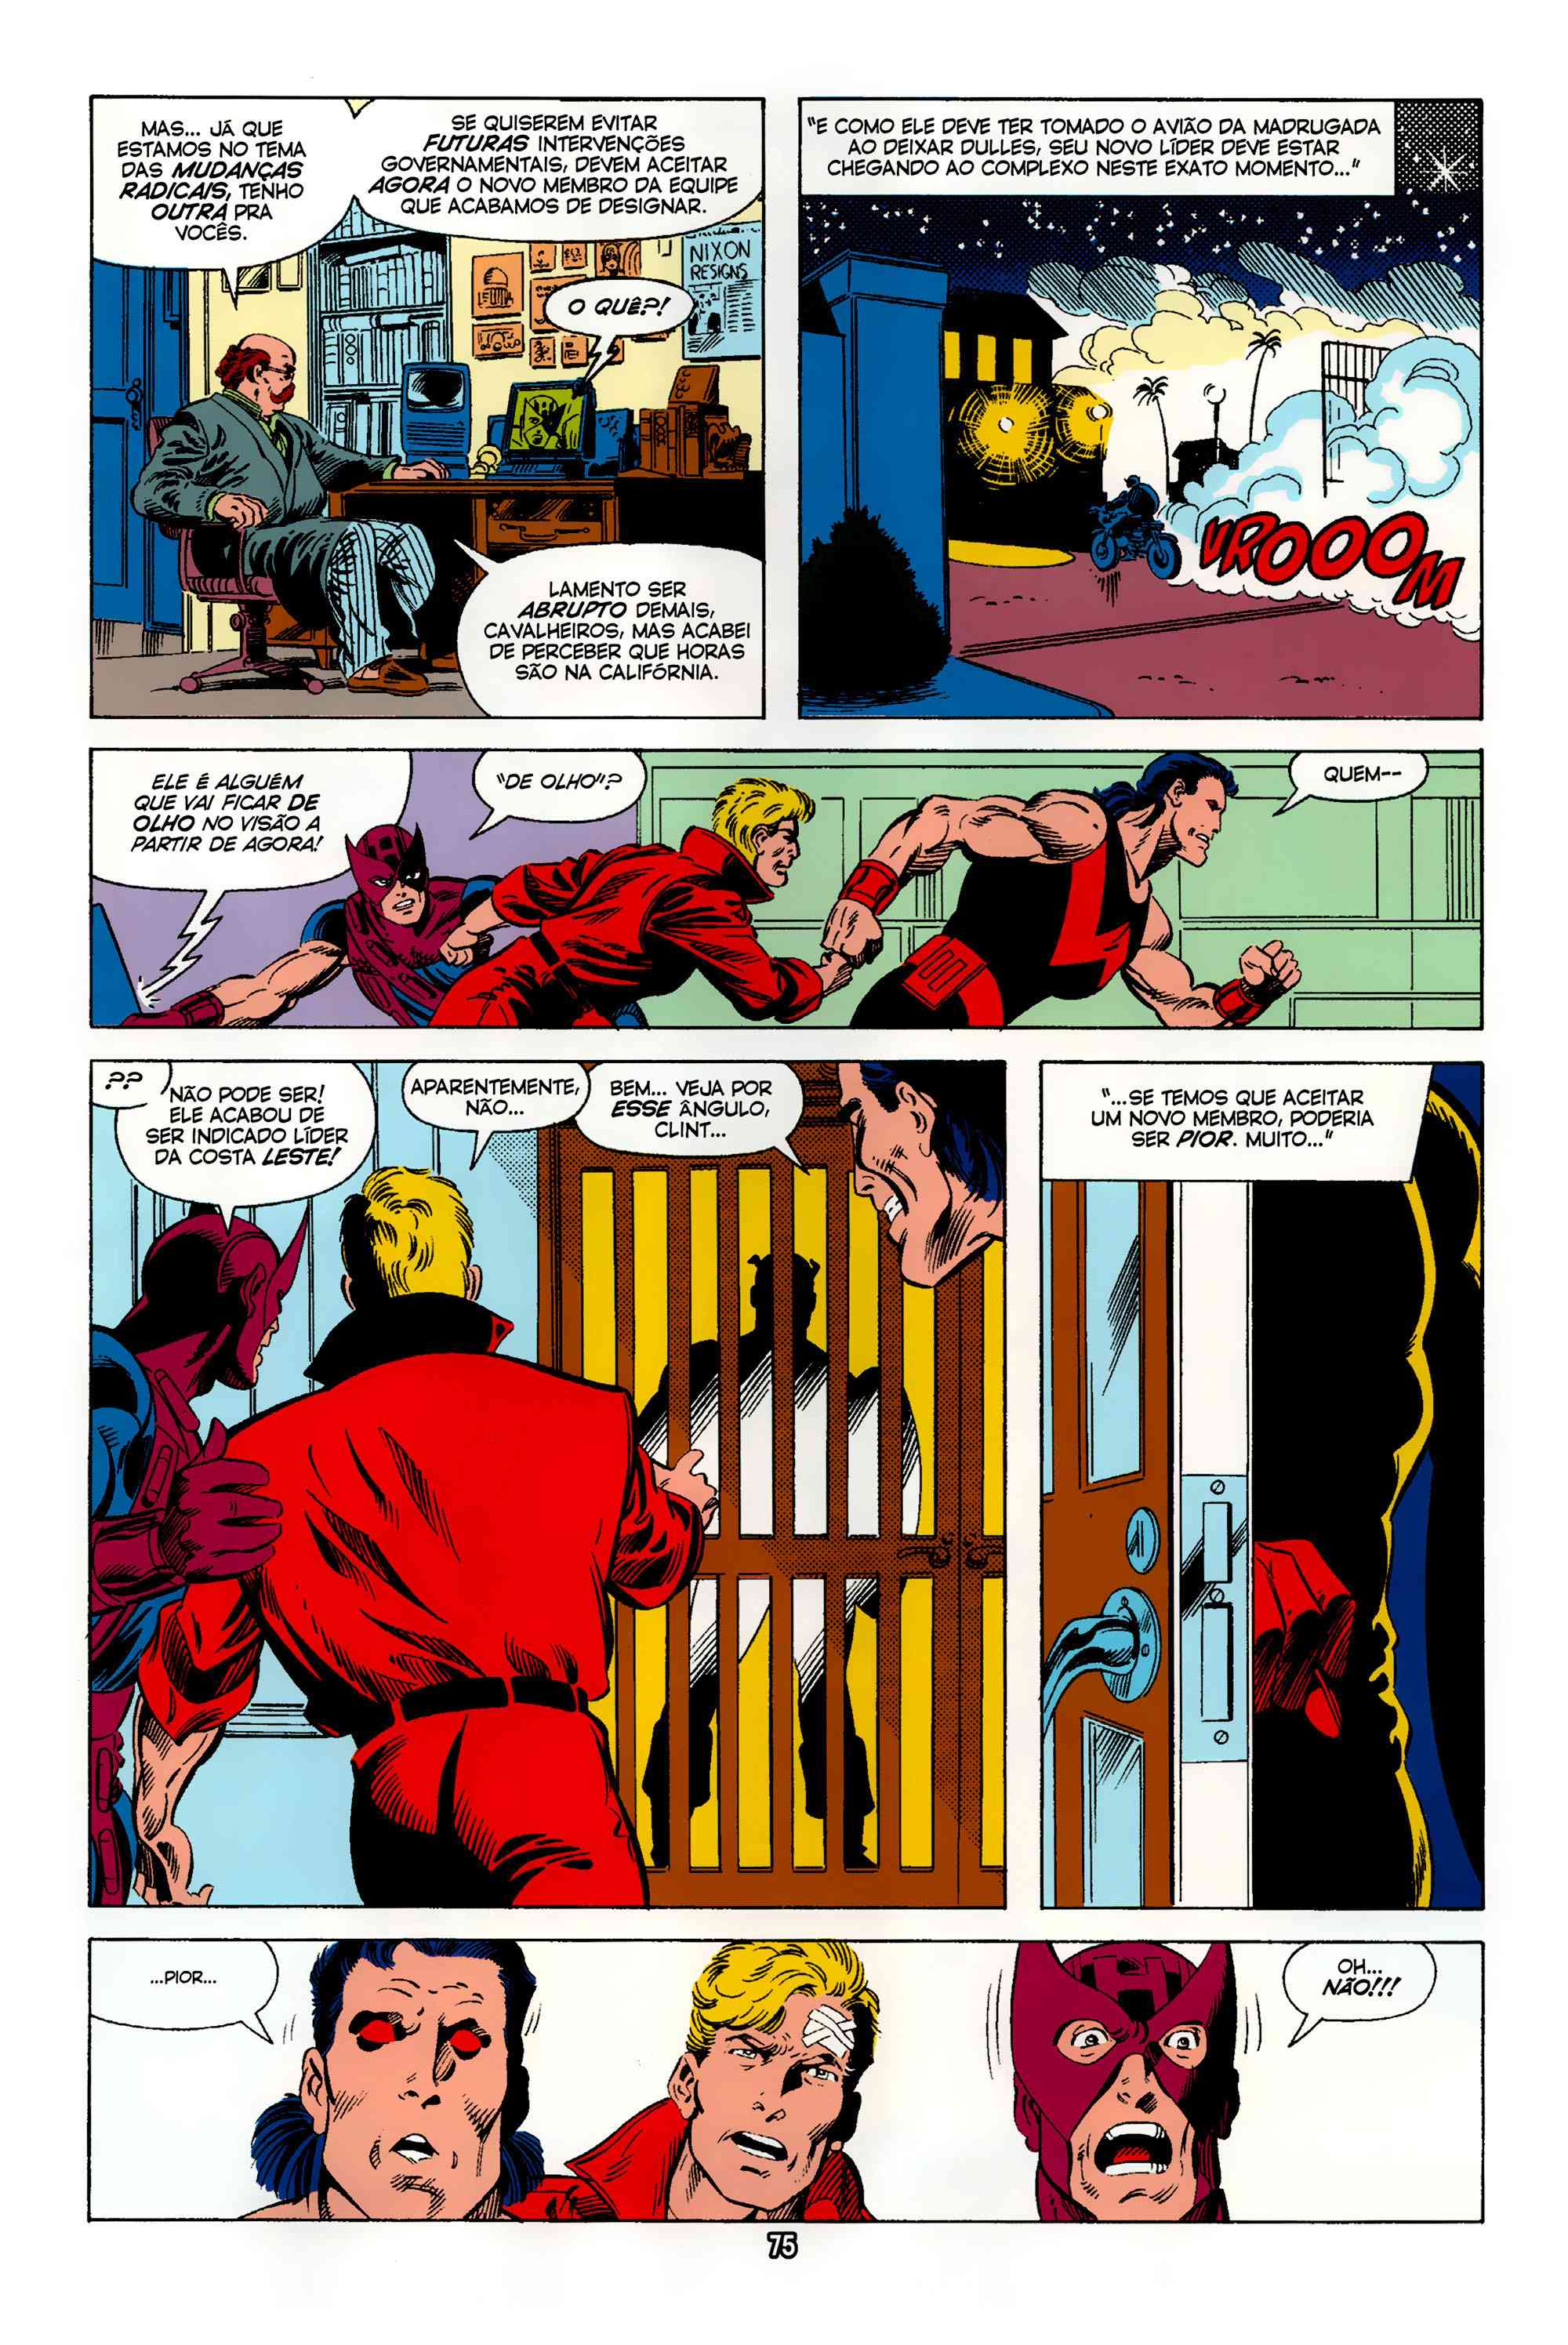 MAS... JÁ QUE
ESTAMOS NO TEMA
DAS MUDANÇAS
RADICAIS, TENHO
OUTRA PRA
VOCÊS.
SE QUISEREM EVITAR
FUTURAS INTERVENÇÕES
GOVERNAMENTAIS, DEVEM ACEITAR
AGORA O NOVO MEMBRO DA EQUIPE
QUE ACABAMOS DE DESIGNAR.
NIXON
RESIGNS
O QUÊ?!
LAMENTO SER
ABRUPTO DEMAIS,
CAVALHEIROS, MAS ACABEI
DE PERCEBER QUE HORAS
SÃO NA CALIFÓRNIA.
"E COMO ELE DEVE TER TOMADO O AVIÃO DA MADRUGADA
AO DEIXAR DULLES, SEU NOVO LÍDER DEVE ESTAR
CHEGANDO AO COMPLEXO NESTE EXATO MOMENTO..."
VROOOM
ELE É ALGUÉM
QUE VAI FICAR DE
OLHO NO VISÃO A
PARTIR DE AGORA!
"DE OLHO"?
QUEM--
??
NÃO PODE SER!
ELE ACABOU DE
SER INDICADO LÍDER
DA COSTA LESTE!
APARENTEMENTE,
NÃO...
BEM... VEJA POR
ESSE ÂNGULO,
CLINT...
"...SE TEMOS QUE ACEITAR
UM NOVO MEMBRO, PODERIA
SER PIOR. MUITO..."
...PIOR...
OH...
NÃO!!!
75